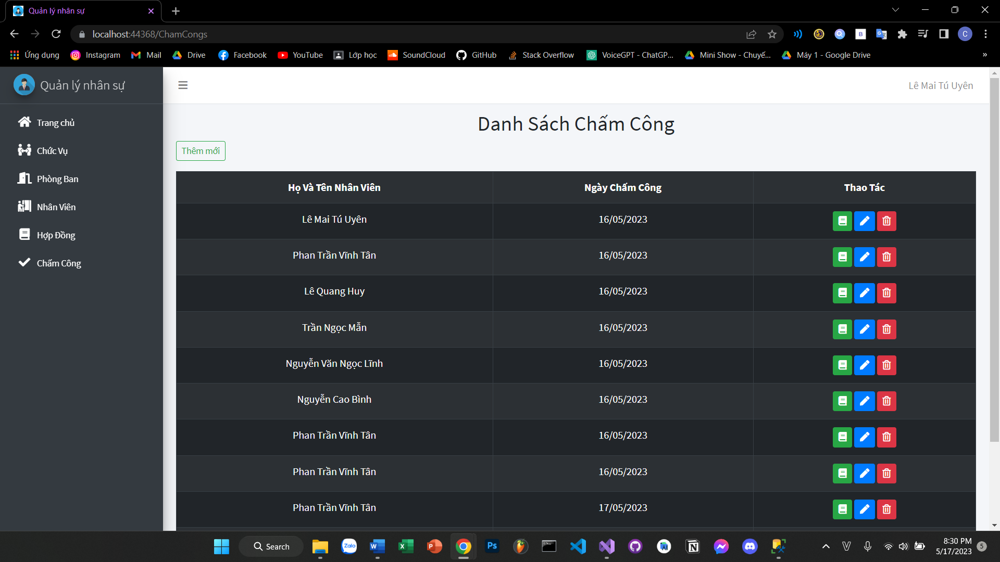 Quản lý nhân sự
localhost:44368/ChamCongs
C
Ứng dụng
Instagram
Mail
Drive
Facebook
YouTube
Lớp học
SoundCloud
GitHub
Stack Overflow
VoiceGPT - ChatGP...
Mini Show - Chuyế...
Máy 1 - Google Drive
»
Quản lý nhân sự
Lê Mai Tú Uyên
Trang chủ
Chức Vụ
Phòng Ban
Nhân Viên
Hợp Đồng
Chấm Công
Danh Sách Chấm Công
Thêm mới
Họ Và Tên Nhân Viên Ngày Chấm Công Thao Tác
Lê Mai Tú Uyên 16/05/2023
Phan Trần Vĩnh Tân 16/05/2023
Lê Quang Huy 16/05/2023
Trần Ngọc Mẫn 16/05/2023
Nguyễn Văn Ngọc Lĩnh 16/05/2023
Nguyễn Cao Bình 16/05/2023
Phan Trần Vĩnh Tân 16/05/2023
Phan Trần Vĩnh Tân 16/05/2023
Phan Trần Vĩnh Tân 17/05/2023
Search
Zalo
Ps
V
8:30 PM
5/17/2023
5